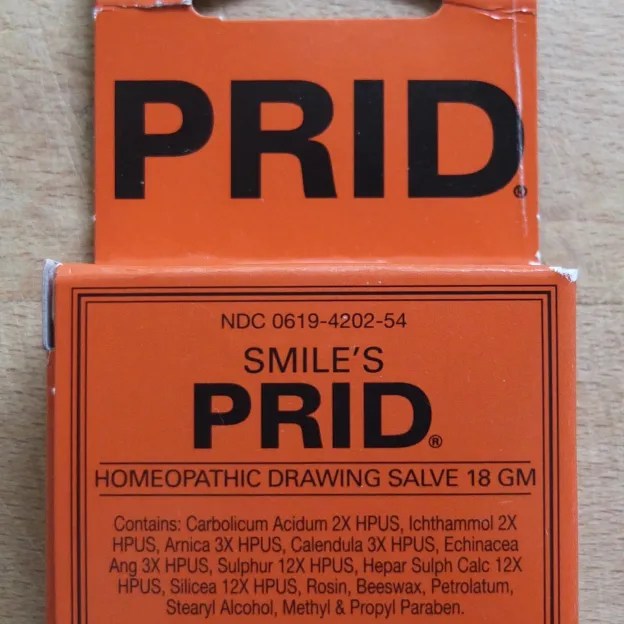 PRID®
NDC 0619-4202-54
SMILE'S
PRID®
HOMEOPATHIC DRAWING SALVE 18 GM
Contains: Carbolicum Acidum 2X HPUS, Ichthammol 2X
HPUS, Arnica 3X HPUS, Calendula 3X HPUS, Echinacea
Ang 3X HPUS, Sulphur 12X HPUS, Hepar Sulph Calc 12X
HPUS, Silicea 12X HPUS, Rosin, Beeswax, Petrolatum,
Stearyl Alcohol, Methyl & Propyl Paraben.